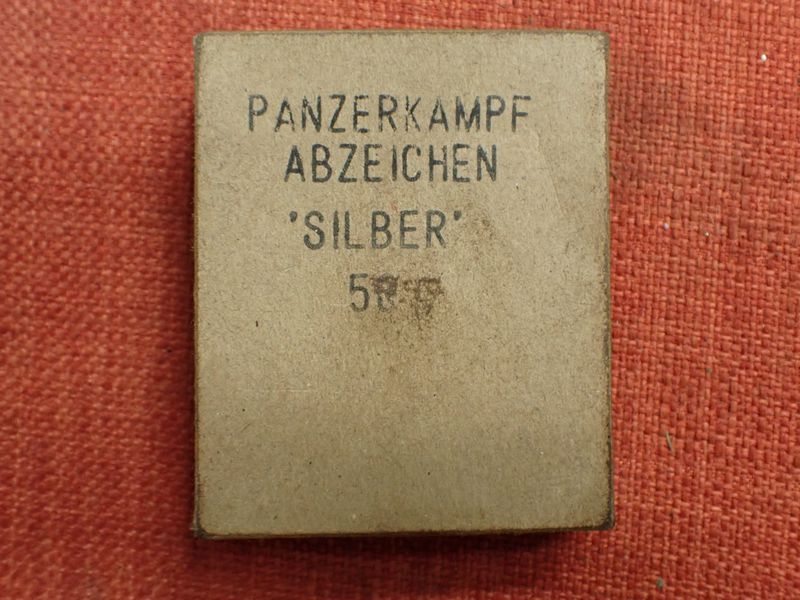 PANZERKAMPF
ABZEICHEN
'SILBER'